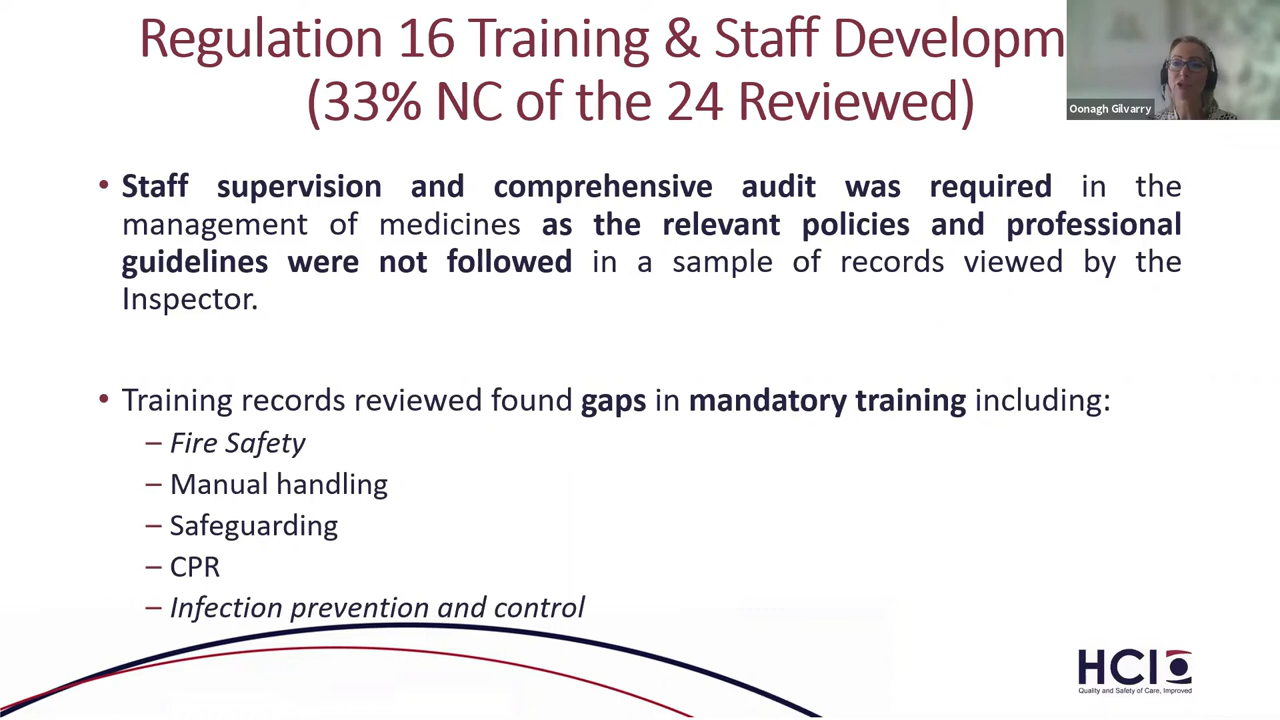 Regulation 16 Training & Staff Developm
(33% NC of the 24 Reviewed)
Oonagh Gilvarry
• Staff supervision and comprehensive audit was required in the
management of medicines as the relevant policies and professional
guidelines were not followed in a sample of records viewed by the
Inspector.
• Training records reviewed found gaps in mandatory training including:
– Fire Safety
– Manual handling
– Safeguarding
– CPR
– Infection prevention and control
HCI
Quality and Safety of Care, Improved